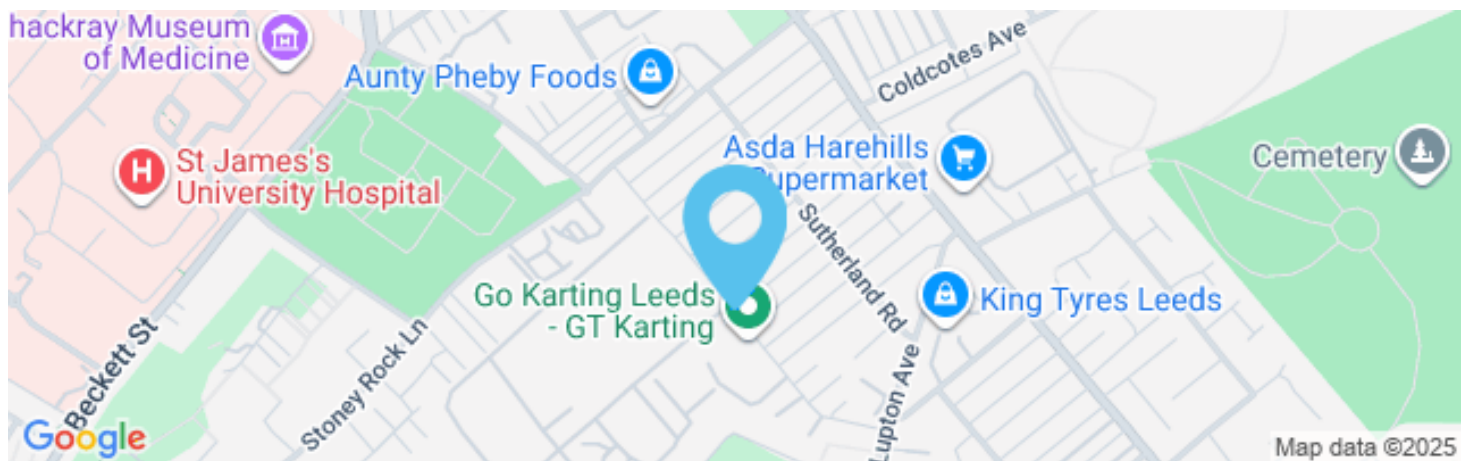 hackray Museum
of Medicine
Aunty Pheby Foods
Coldcotes Ave
St James's
University Hospital
Asda Harehills
upermarket
Cemetery
Sutherland Rd
Go Karting Leeds
- GT Karting
King Tyres Leeds
Beckett St
Stoney Rock Ln
Lupton Ave
Google
Map data ©2025